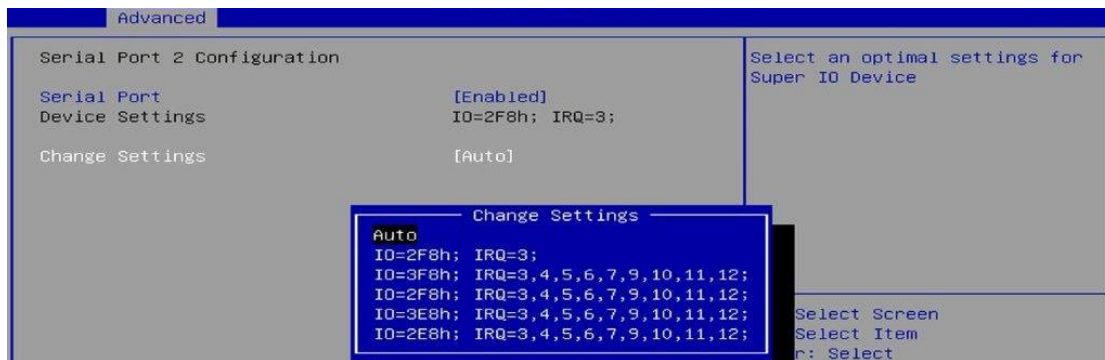 Advanced
Serial Port 2 Configuration
Serial Port [Enabled]
Device Settings IO=2F8h; IRQ=3;
Change Settings [Auto]
Select an optimal settings for
Super IO Device
Change Settings
Auto
IO=2F8h; IRQ=3;
IO=3F8h; IRQ=3,4,5,6,7,9,10,11,12;
IO=2F8h; IRQ=3,4,5,6,7,9,10,11,12;
IO=3E8h; IRQ=3,4,5,6,7,9,10,11,12;
IO=2E8h; IRQ=3,4,5,6,7,9,10,11,12;
Select Screen
Select Item
r: Select